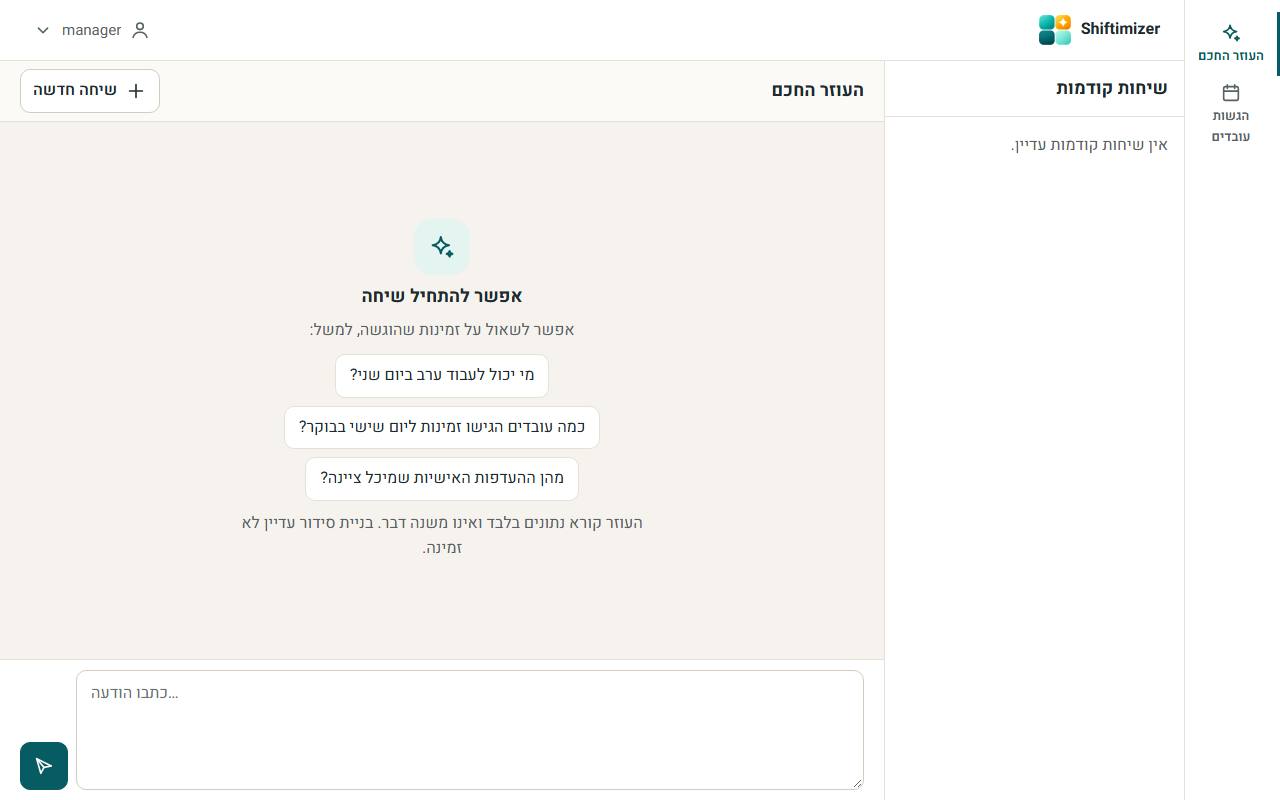 Shiftimizer
manager
העוזר החכם
הגשות
עובדים
שיחות קודמות
אין שיחות קודמות עדיין.
העוזר החכם
שיחה חדשה
אפשר להתחיל שיחה
אפשר לשאול על זמינות שהוגשה, למשל:
מי יכול לעבוד ערב ביום שני?
כמה עובדים הגישו זמינות ליום שישי בבוקר?
מהן ההעדפות האישיות שמיכל ציינה?
העוזר קורא נתונים בלבד ואינו משנה דבר. בניית סידור עדיין לא
זמינה.
כתבו הודעה...